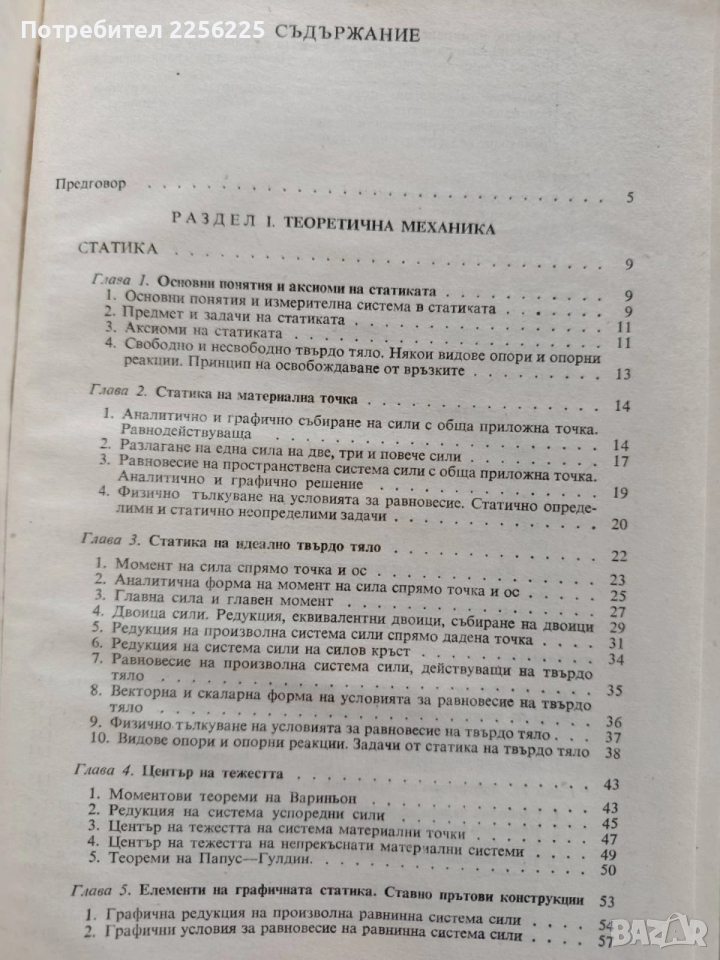 Потребител 2256225
СЪДЪРЖАНИЕ
Предговор . . . . . . . . . . . . . . . . . . 5
РАЗДЕЛ I. ТЕОРЕТИЧНА МЕХАНИКА
СТАТИКА . . . . . . . . . . . . . . . . . . 9
Глава 1. Основни понятия и аксиоми на статиката . . . . . . 9
1. Основни понятия и измерителна система в статиката . . . 9
2. Предмет и задачи на статиката . . . . . . . . . 11
3. Аксиоми на статиката . . . . . . . . . . . 11
4. Свободно и несвободно твърдо тяло. Някои видове опори и опорни
реакции. Принцип на освобождаване от връзките . . . . . 13
Глава 2. Статика на материална точка . . . . . . . . 14
1. Аналитично и графично събиране на сили с обща приложна точка.
Равнодействуваща . . . . . . . . . . . . 14
2. Разлагане на една сила на две, три и повече сили . . . . 17
3. Равновесие на пространствена система сили с обща приложна точка.
Аналитично и графично решение . . . . . . . . 19
4. Физично тълкуване на условията за равновесие. Статично опреде-
лими и статично неопределими задачи . . . . . . . 20
Глава 3. Статика на идеално твърдо тяло . . . . . . . 22
1. Момент на сила спрямо точка и ос . . . . . . . 23
2. Аналитична форма на момент на сила спрямо точка и ос . . 25
3. Главна сила и главен момент . . . . . . . . . 27
4. Двоица сили. Редукция, еквивалентни двоици, събиране на двоици 29
5. Редукция на произволна система сили спрямо дадена точка . . 31
6. Редукция на система сили на силов кръст . . . . . . 34
7. Равновесие на произволна система сили, действуващи на твърдо
тяло . . . . . . . . . . . . . . . . 35
8. Векторна и скаларна форма на условията за равновесие на твърдо
тяло . . . . . . . . . . . . . . . . 36
9. Физично тълкуване на условията за равновесие на твърдо тяло . . 37
10. Видове опори и опорни реакции. Задачи от статика на твърдо тяло 38
Глава 4. Център на тежестта . . . . . . . . . . 43
1. Моментови теореми на Вариньон . . . . . . . . 43
2. Редукция на система успоредни сили . . . . . . . 45
3. Център на тежестта на система материални точки . . . . 47
4. Център на тежестта на непрекъснати материални системи . . 49
5. Теореми на Папус—Гулдин. . . . . . . . . . 50
Глава 5. Елементи на графичната статика. Ставно прътови конструкции 53
1. Графична редукция на произволна равнинна система сили . . 54
2. Графични условия за равновесие на равнинна система сили . . 57
BAZAR